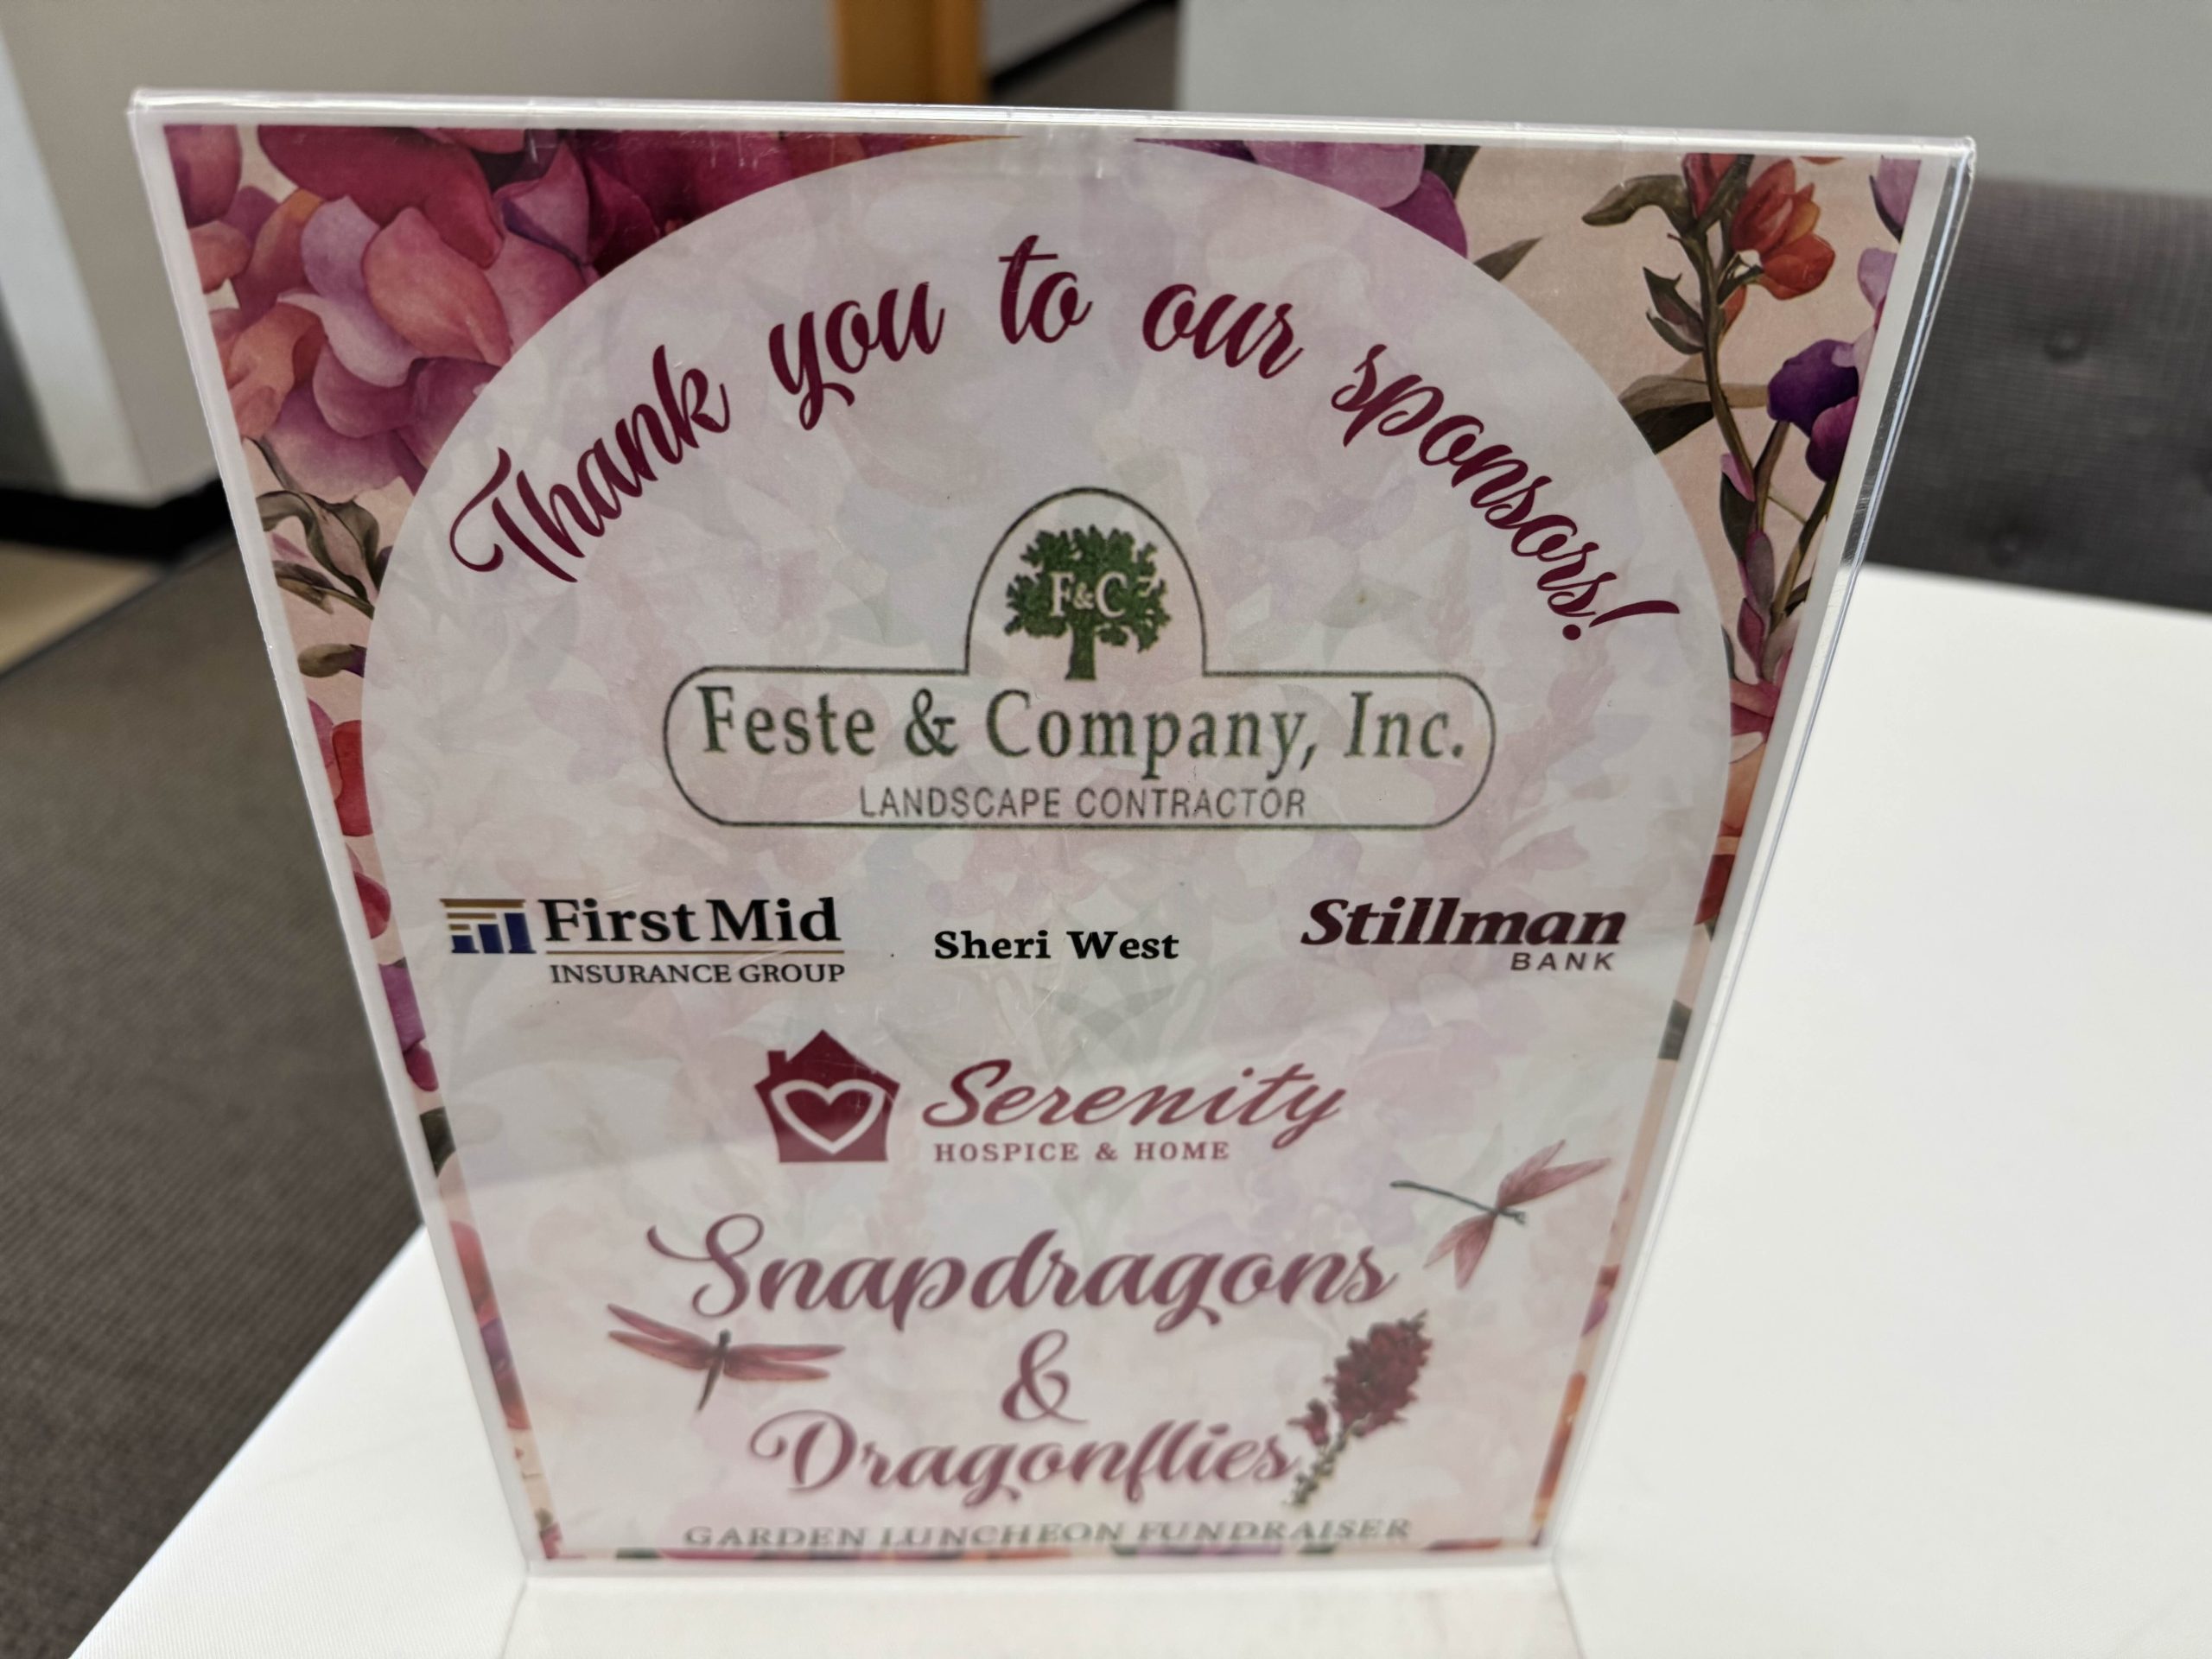 Thank you to our sponsors!
F&C
Feste & Company, Inc.
LANDSCAPE CONTRACTOR
First Mid
INSURANCE GROUP
Sheri West
Stillman
BANK
Serenity
HOSPICE & HOME
Snapdragons
&
Dragonflies
GARDEN LUNCHEON FUNDRAISER